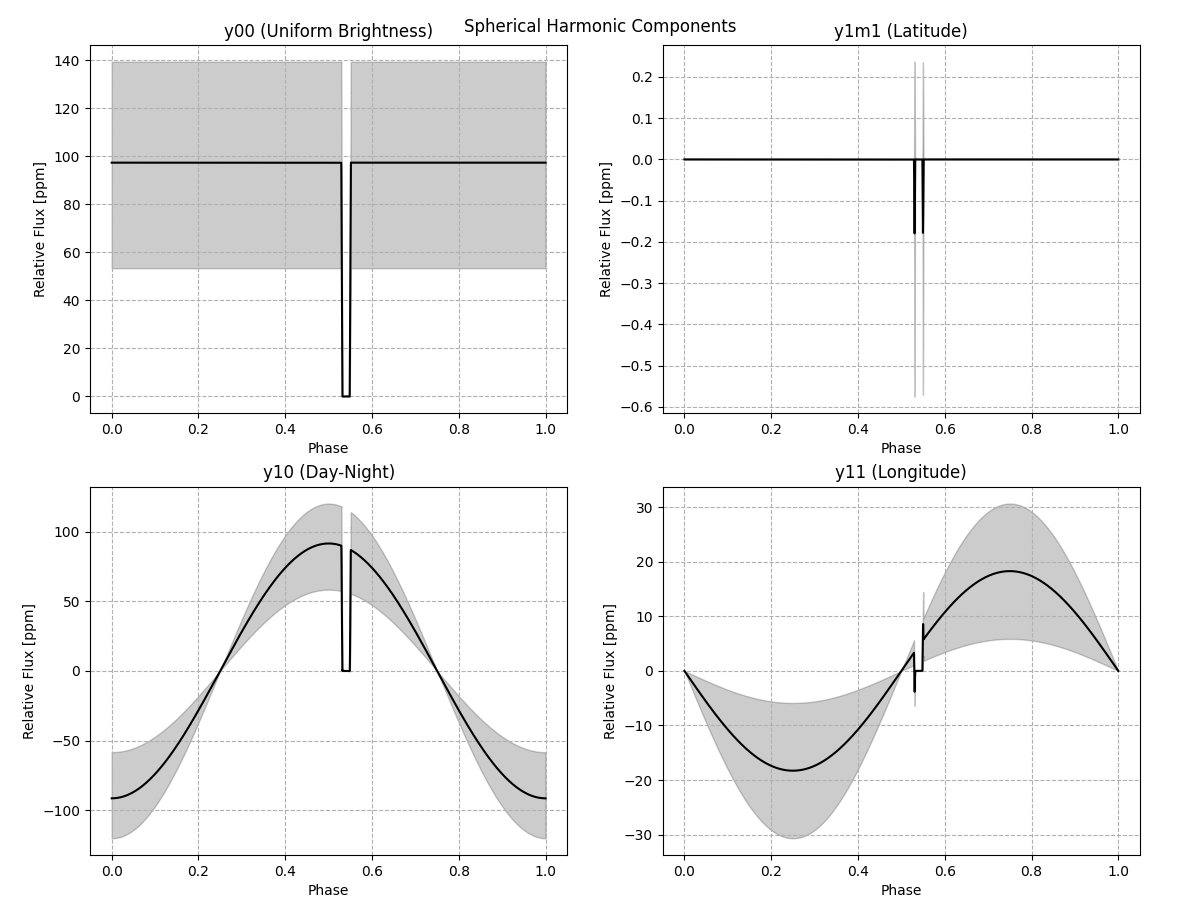 Spherical Harmonic Components
y00 (Uniform Brightness)
Relative Flux [ppm]
140
120
100
80
60
40
20
0
0.0 0.2 0.4 0.6 0.8 1.0
Phase
y1m1 (Latitude)
Relative Flux [ppm]
0.2
0.1
0.0
−0.1
−0.2
−0.3
−0.4
−0.5
−0.6
0.0 0.2 0.4 0.6 0.8 1.0
Phase
y10 (Day-Night)
Relative Flux [ppm]
100
50
0
−50
−100
0.0 0.2 0.4 0.6 0.8 1.0
Phase
y11 (Longitude)
Relative Flux [ppm]
30
20
10
0
−10
−20
−30
0.0 0.2 0.4 0.6 0.8 1.0
Phase